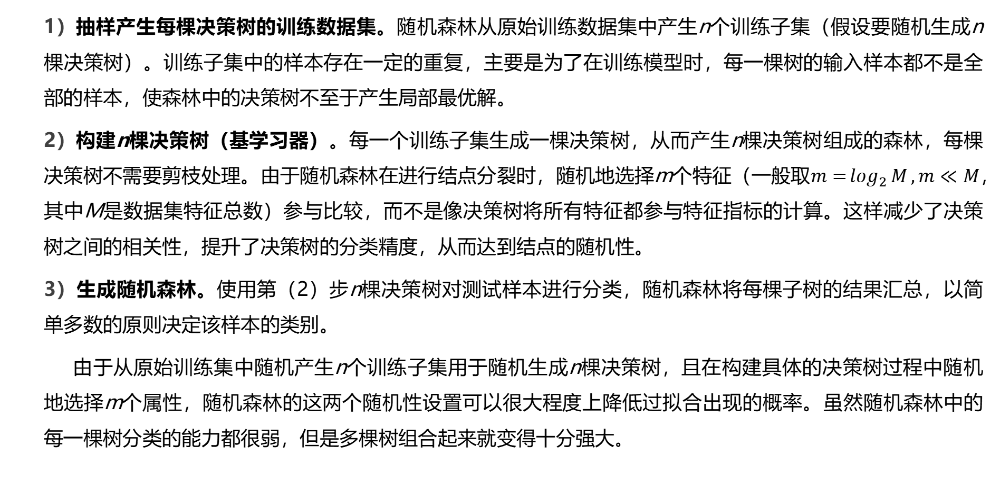 1）抽样产生每棵决策树的训练数据集。随机森林从原始训练数据集中产生n个训练子集（假设要随机生成n
棵决策树）。训练子集中的样本存在一定的重复，主要是为了在训练模型时，每一棵树的输入样本都不是全
部的样本，使森林中的决策树不至于产生局部最优解。
2）构建n棵决策树（基学习器）。每一个训练子集生成一棵决策树，从而产生n棵决策树组成的森林，每棵
决策树不需要剪枝处理。由于随机森林在进行结点分裂时，随机地选择m个特征（一般取m = log₂ M , m ≪ M,
其中M是数据集特征总数）参与比较，而不是像决策树将所有特征都参与特征指标的计算。这样减少了决策
树之间的相关性，提升了决策树的分类精度，从而达到结点的随机性。
3）生成随机森林。使用第（2）步n棵决策树对测试样本进行分类，随机森林将每棵子树的结果汇总，以简
单多数的原则决定该样本的类别。
由于从原始训练集中随机产生n个训练子集用于随机生成n棵决策树，且在构建具体的决策树过程中随机
地选择m个属性，随机森林的这两个随机性设置可以很大程度上降低过拟合出现的概率。虽然随机森林中的
每一棵树分类的能力都很弱，但是多棵树组合起来就变得十分强大。